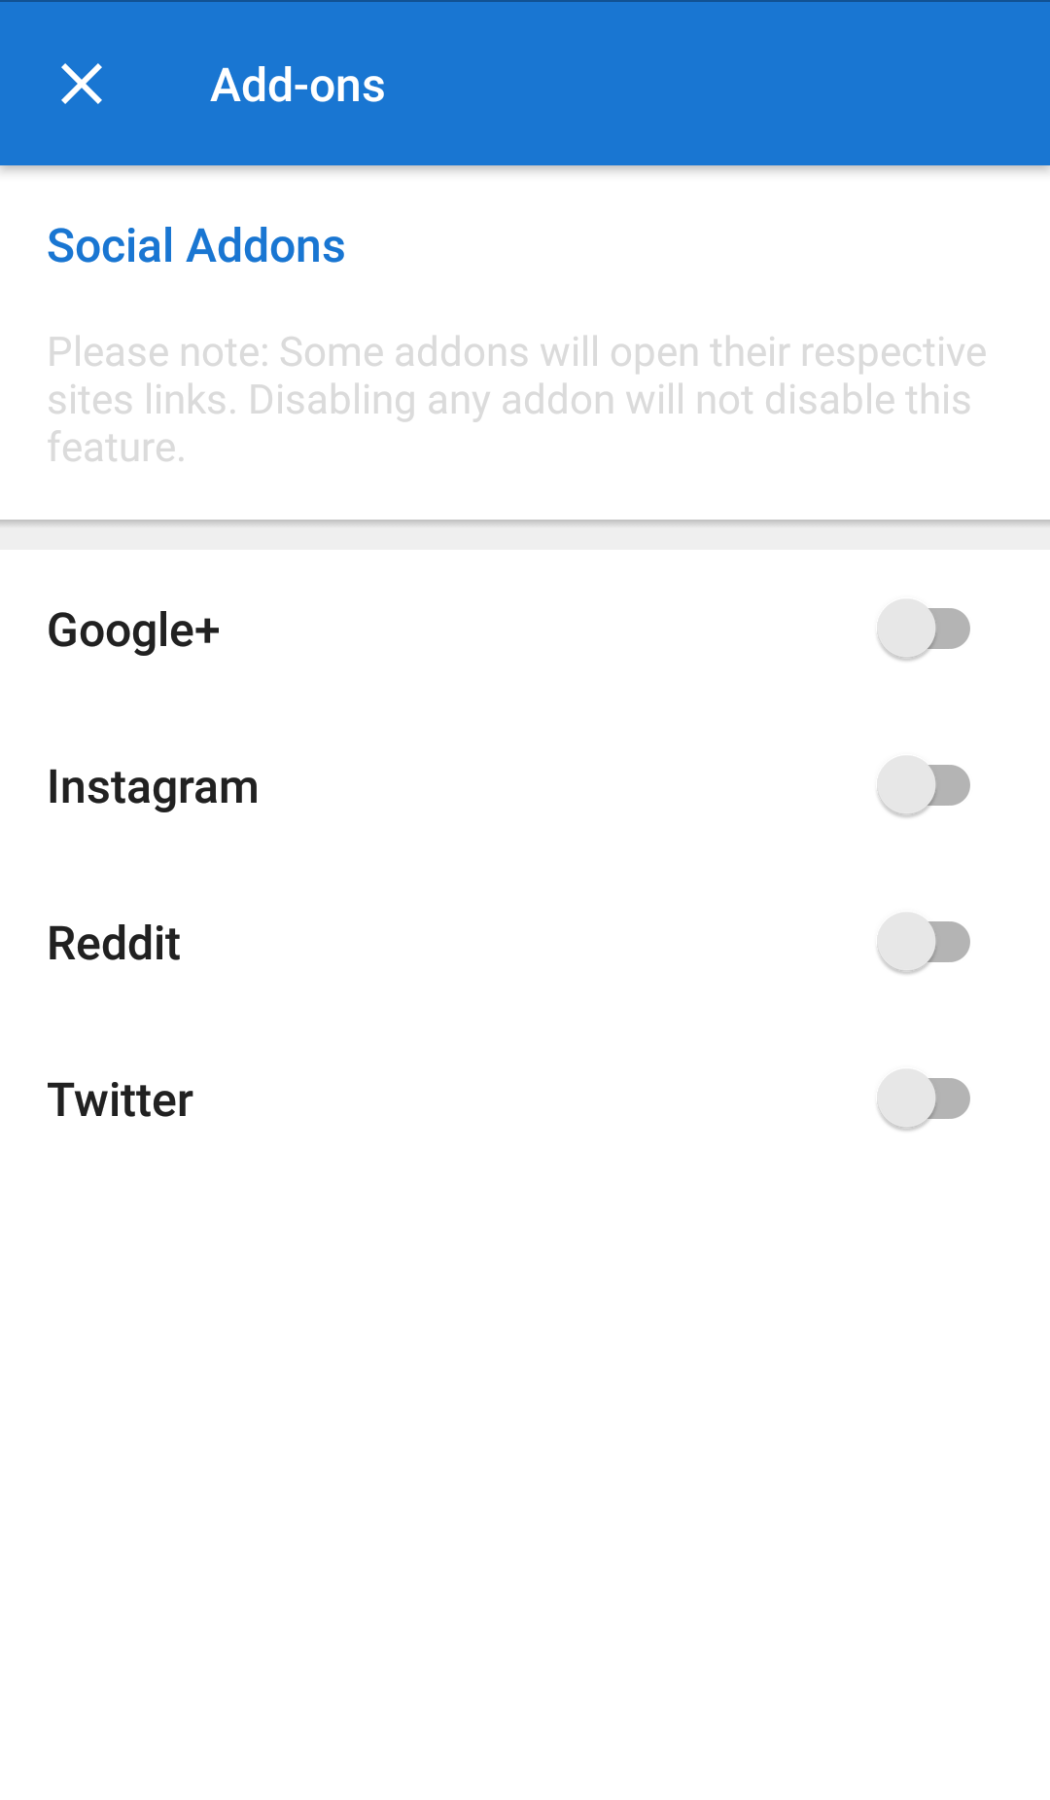 Add-ons
Social Addons
Please note: Some addons will open their respective
sites links. Disabling any addon will not disable this
feature.
Google+
Instagram
Reddit
Twitter